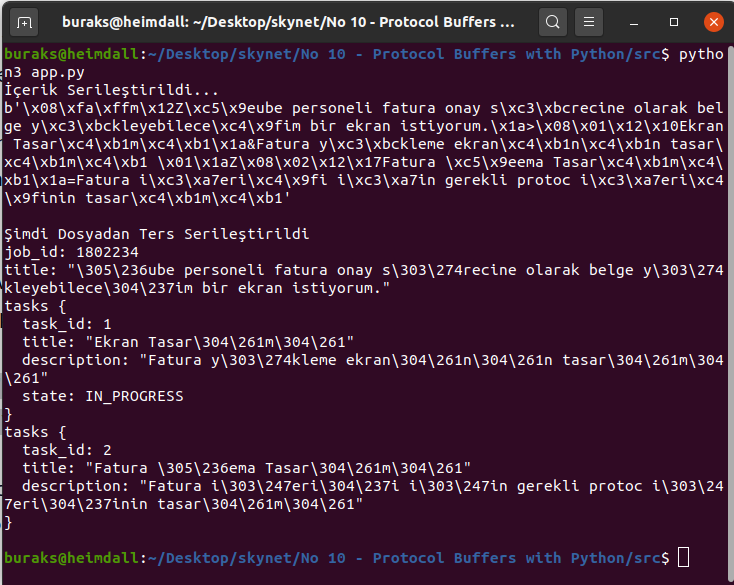 buraks@heimdall: ~/Desktop/skynet/No 10 - Protocol Buffers ...
buraks@heimdall:~/Desktop/skynet/No 10 - Protocol Buffers with Python/src$ pytho
n3 app.py
İçerik Serileştirildi...
b'\x08\xfa\xffm\x12Z\xc5\x9eube personeli fatura onay s\xc3\xbcrecine olarak bel
ge y\xc3\xbckleyebilece\xc4\x9fim bir ekran istiyorum.\x1a>\x08\x01\x12\x10Ekran
 Tasar\xc4\xb1m\xc4\xb1\x1a&Fatura y\xc3\xbckleme ekran\xc4\xb1n\xc4\xb1n tasar\
xc4\xb1m\xc4\xb1 \x01\x1aZ\x08\x02\x12\x17Fatura \xc5\x9eema Tasar\xc4\xb1m\xc4\
xb1\x1a=Fatura i\xc3\xa7eri\xc4\x9fi i\xc3\xa7in gerekli protoc i\xc3\xa7eri\xc4
\x9finin tasar\xc4\xb1m\xc4\xb1'
Şimdi Dosyadan Ters Serileştirildi
job_id: 1802234
title: "\305\236ube personeli fatura onay s\303\274recine olarak belge y\303\274
kleyebilece\304\237im bir ekran istiyorum."
tasks {
  task_id: 1
  title: "Ekran Tasar\304\261m\304\261"
  description: "Fatura y\303\274kleme ekran\304\261n\304\261n tasar\304\261m\304
\261"
  state: IN_PROGRESS
}
tasks {
  task_id: 2
  title: "Fatura \305\236ema Tasar\304\261m\304\261"
  description: "Fatura i\303\247eri\304\237i i\303\247in gerekli protoc i\303\24
7eri\304\237inin tasar\304\261m\304\261"
}
buraks@heimdall:~/Desktop/skynet/No 10 - Protocol Buffers with Python/src$